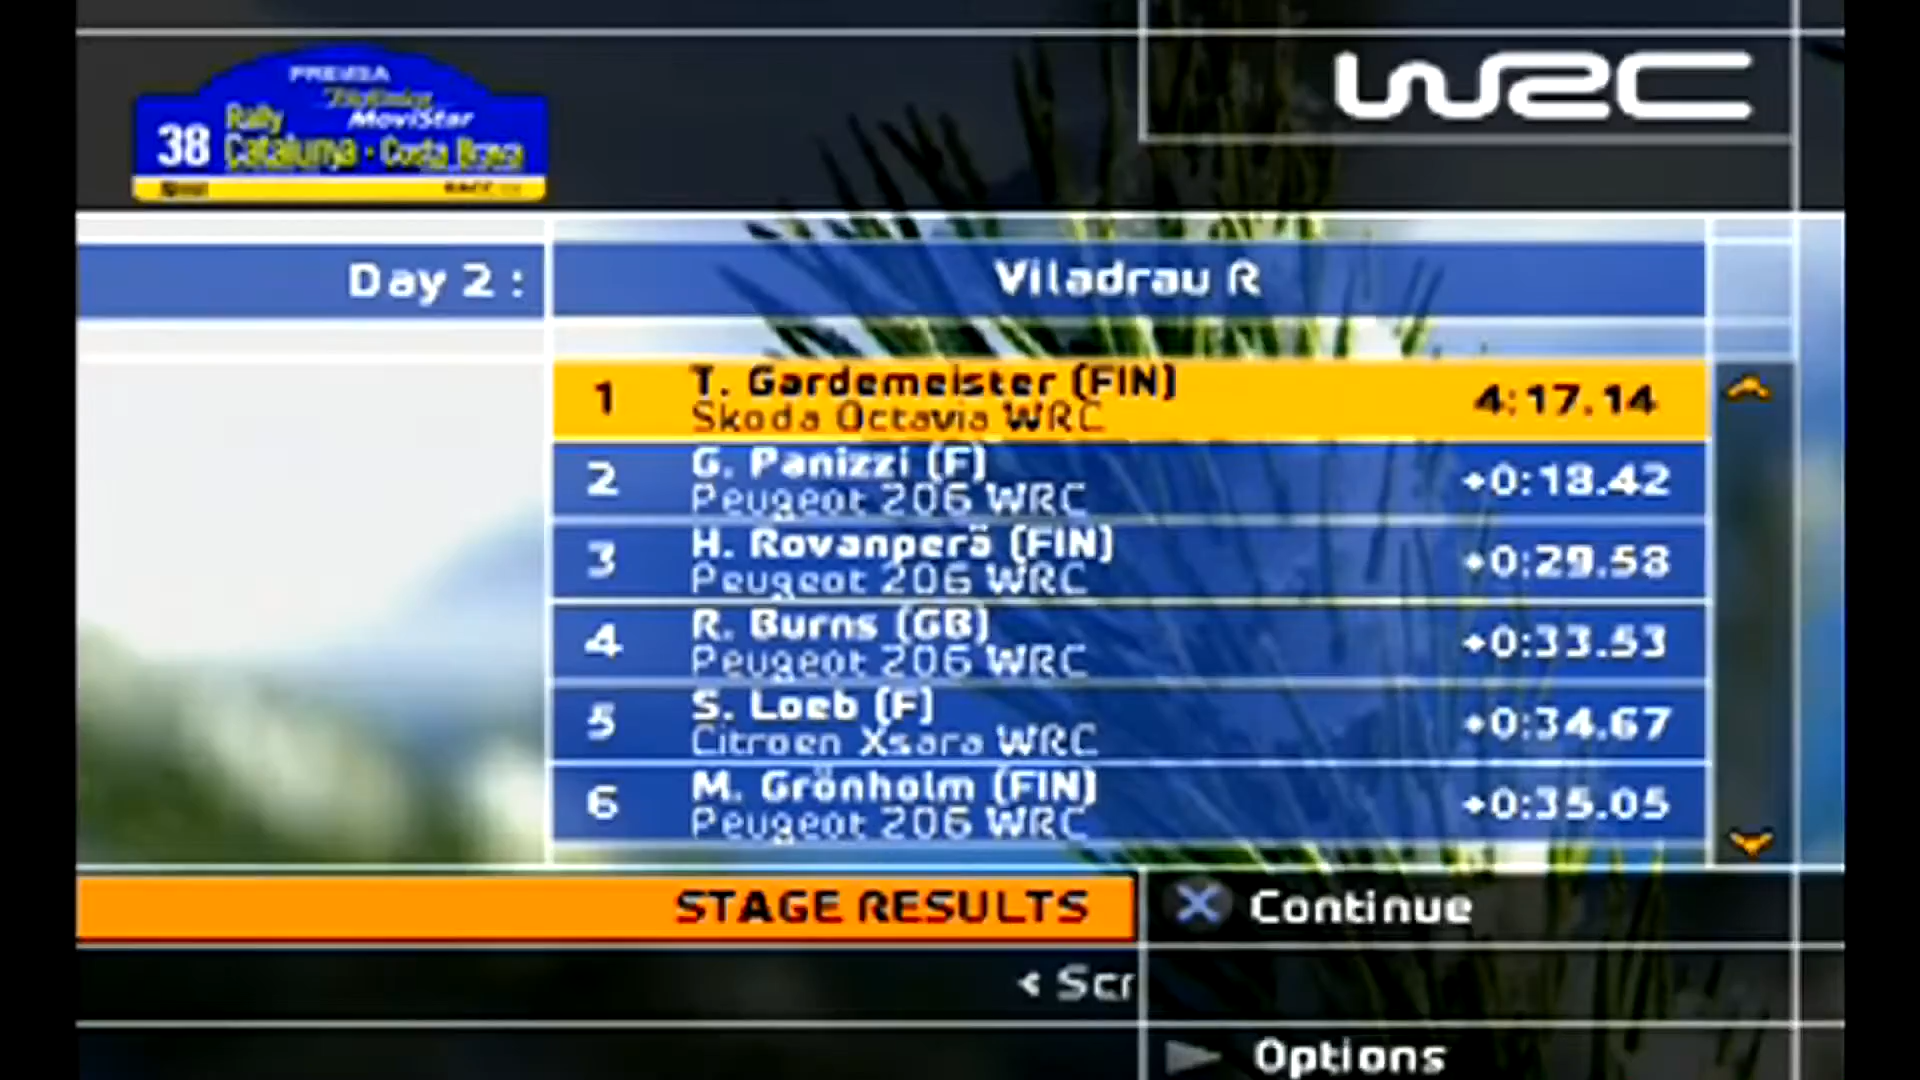 WRC
38 Rally
MoviStar
Catalunya · Costa Brava
RACC
Day 2 :
Viladrau R
1 T. Gardemeister (FIN) 4:17.14
Skoda Octavia WRC
2 G. Panizzi (F) +0:18.42
Peugeot 206 WRC
3 H. Rovanperä (FIN) +0:29.58
Peugeot 206 WRC
4 R. Burns (GB) +0:33.53
Peugeot 206 WRC
5 S. Loeb (F) +0:34.67
Citroen Xsara WRC
6 M. Grönholm (FIN) +0:35.05
Peugeot 206 WRC
STAGE RESULTS
Continue
< Scr
Options